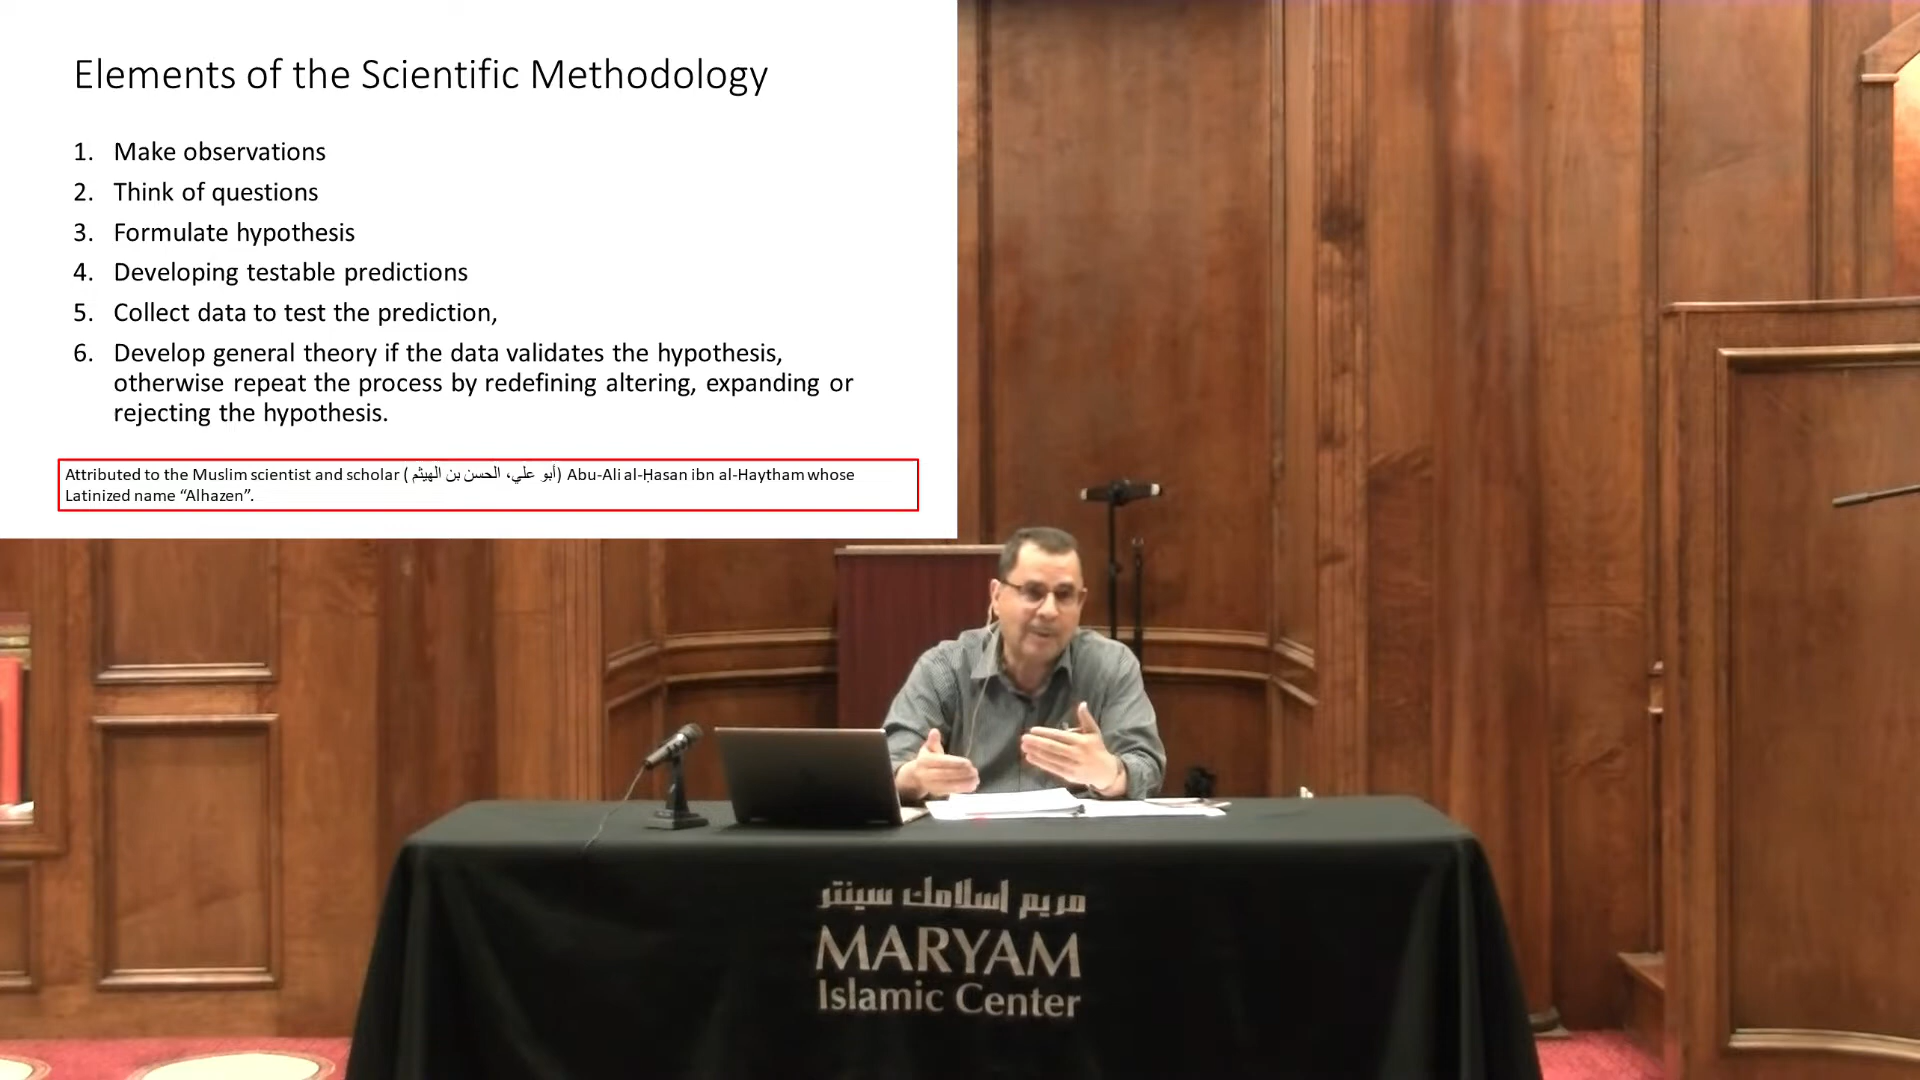 Elements of the Scientific Methodology
1. Make observations
2. Think of questions
3. Formulate hypothesis
4. Developing testable predictions
5. Collect data to test the prediction,
6. Develop general theory if the data validates the hypothesis,
otherwise repeat the process by redefining altering, expanding or
rejecting the hypothesis.
Attributed to the Muslim scientist and scholar (أبو علي، الحسن بن الهيثم) Abu-Ali al-Ḥasan ibn al-Haytham whose
Latinized name “Alhazen”.
مريم اسلامك سينتر
MARYAM
Islamic Center